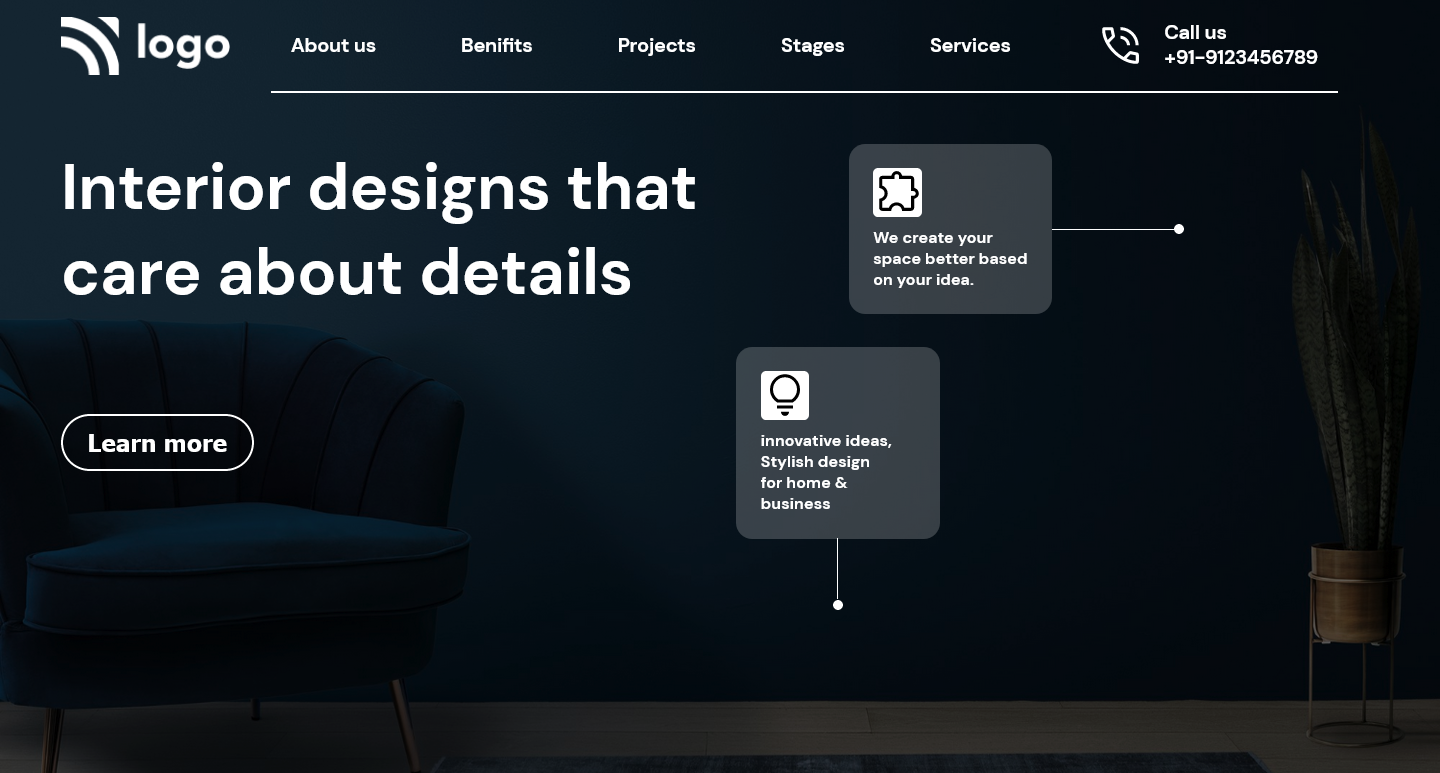 logo
About us
Benifits
Projects
Stages
Services
Call us
+91-9123456789
Interior designs that
care about details
We create your
space better based
on your idea.
innovative ideas,
Stylish design
for home &
business
Learn more